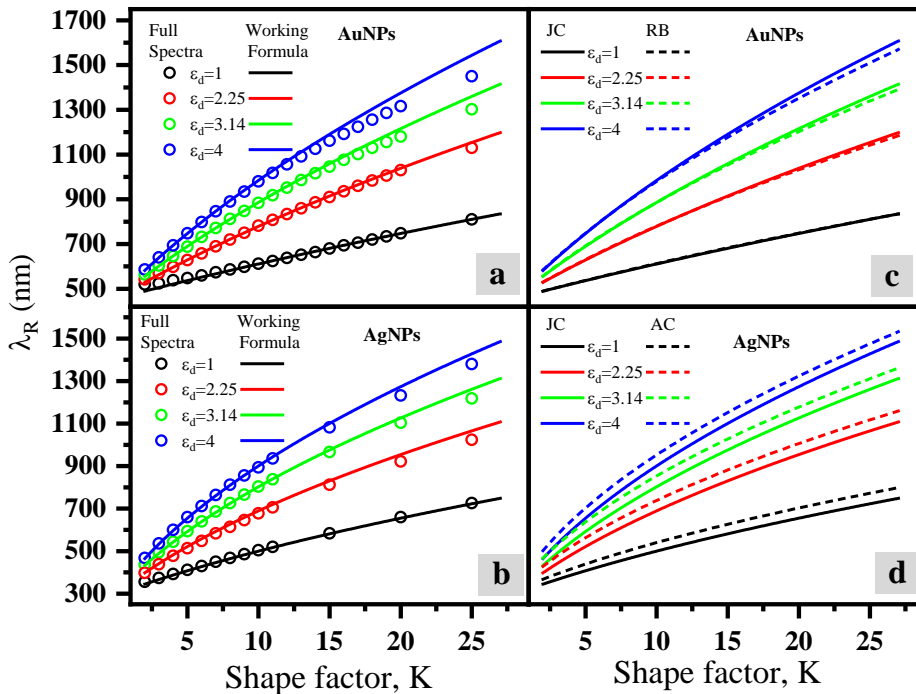 λ_R (nm)
1700
1500
1300
1100
900
700
500
Full Working
Spectra Formula
AuNPs
ε_d=1
ε_d=2.25
ε_d=3.14
ε_d=4
a
JC RB
AuNPs
ε_d=1
ε_d=2.25
ε_d=3.14
ε_d=4
c
1500
1300
1100
900
700
500
300
Full Working
Spectra Formula
AgNPs
ε_d=1
ε_d=2.25
ε_d=3.14
ε_d=4
b
JC AC
AgNPs
ε_d=1
ε_d=2.25
ε_d=3.14
ε_d=4
d
5 10 15 20 25
5 10 15 20 25
Shape factor, K
Shape factor, K